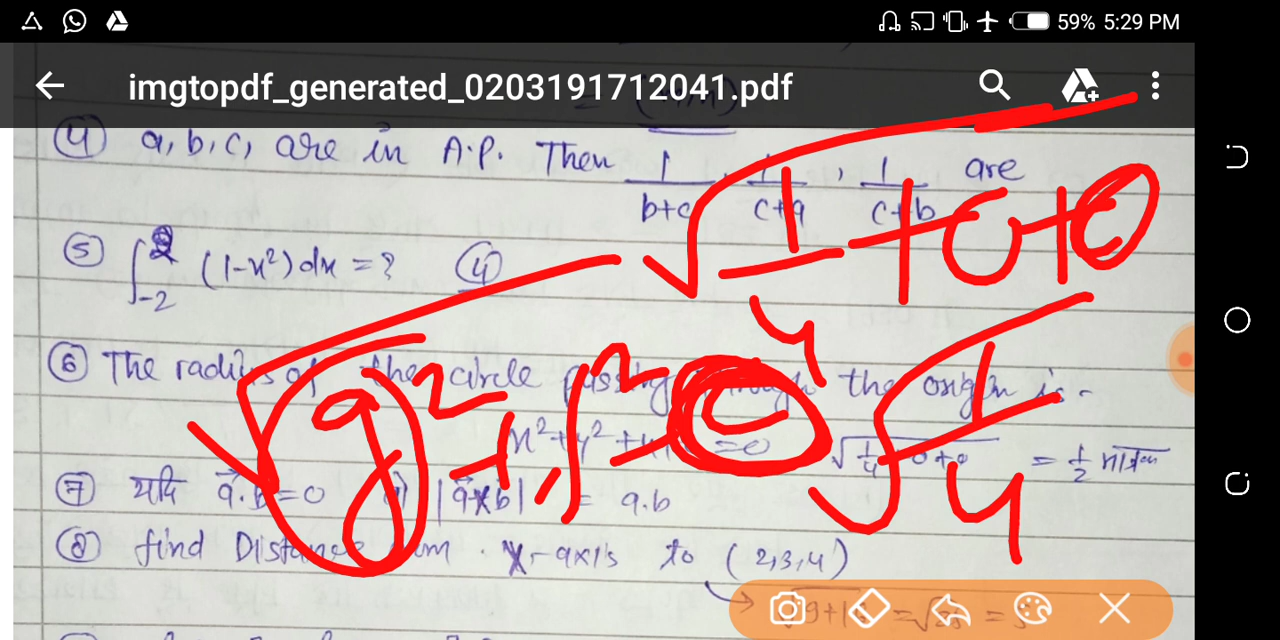 59% 5:29 PM
imgtopdf_generated_0203191712041.pdf
④ a, b, c, are in A.P. Then 1/b+c, 1/c+a, 1/c+b are
⑤ ∫₋₂² (1-x²)dx = ? ④
√1/4+0+0
⑥ The radius of the circle passing through the origin is -
√g²+f²-c √1/4
x²+y²+x =0 √1/4+0+0 = 1/2
⑦ यदि a⃗.b⃗=0 |a⃗×b⃗| = a.b
⑧ find Distance from x-axis to (2,3,4)